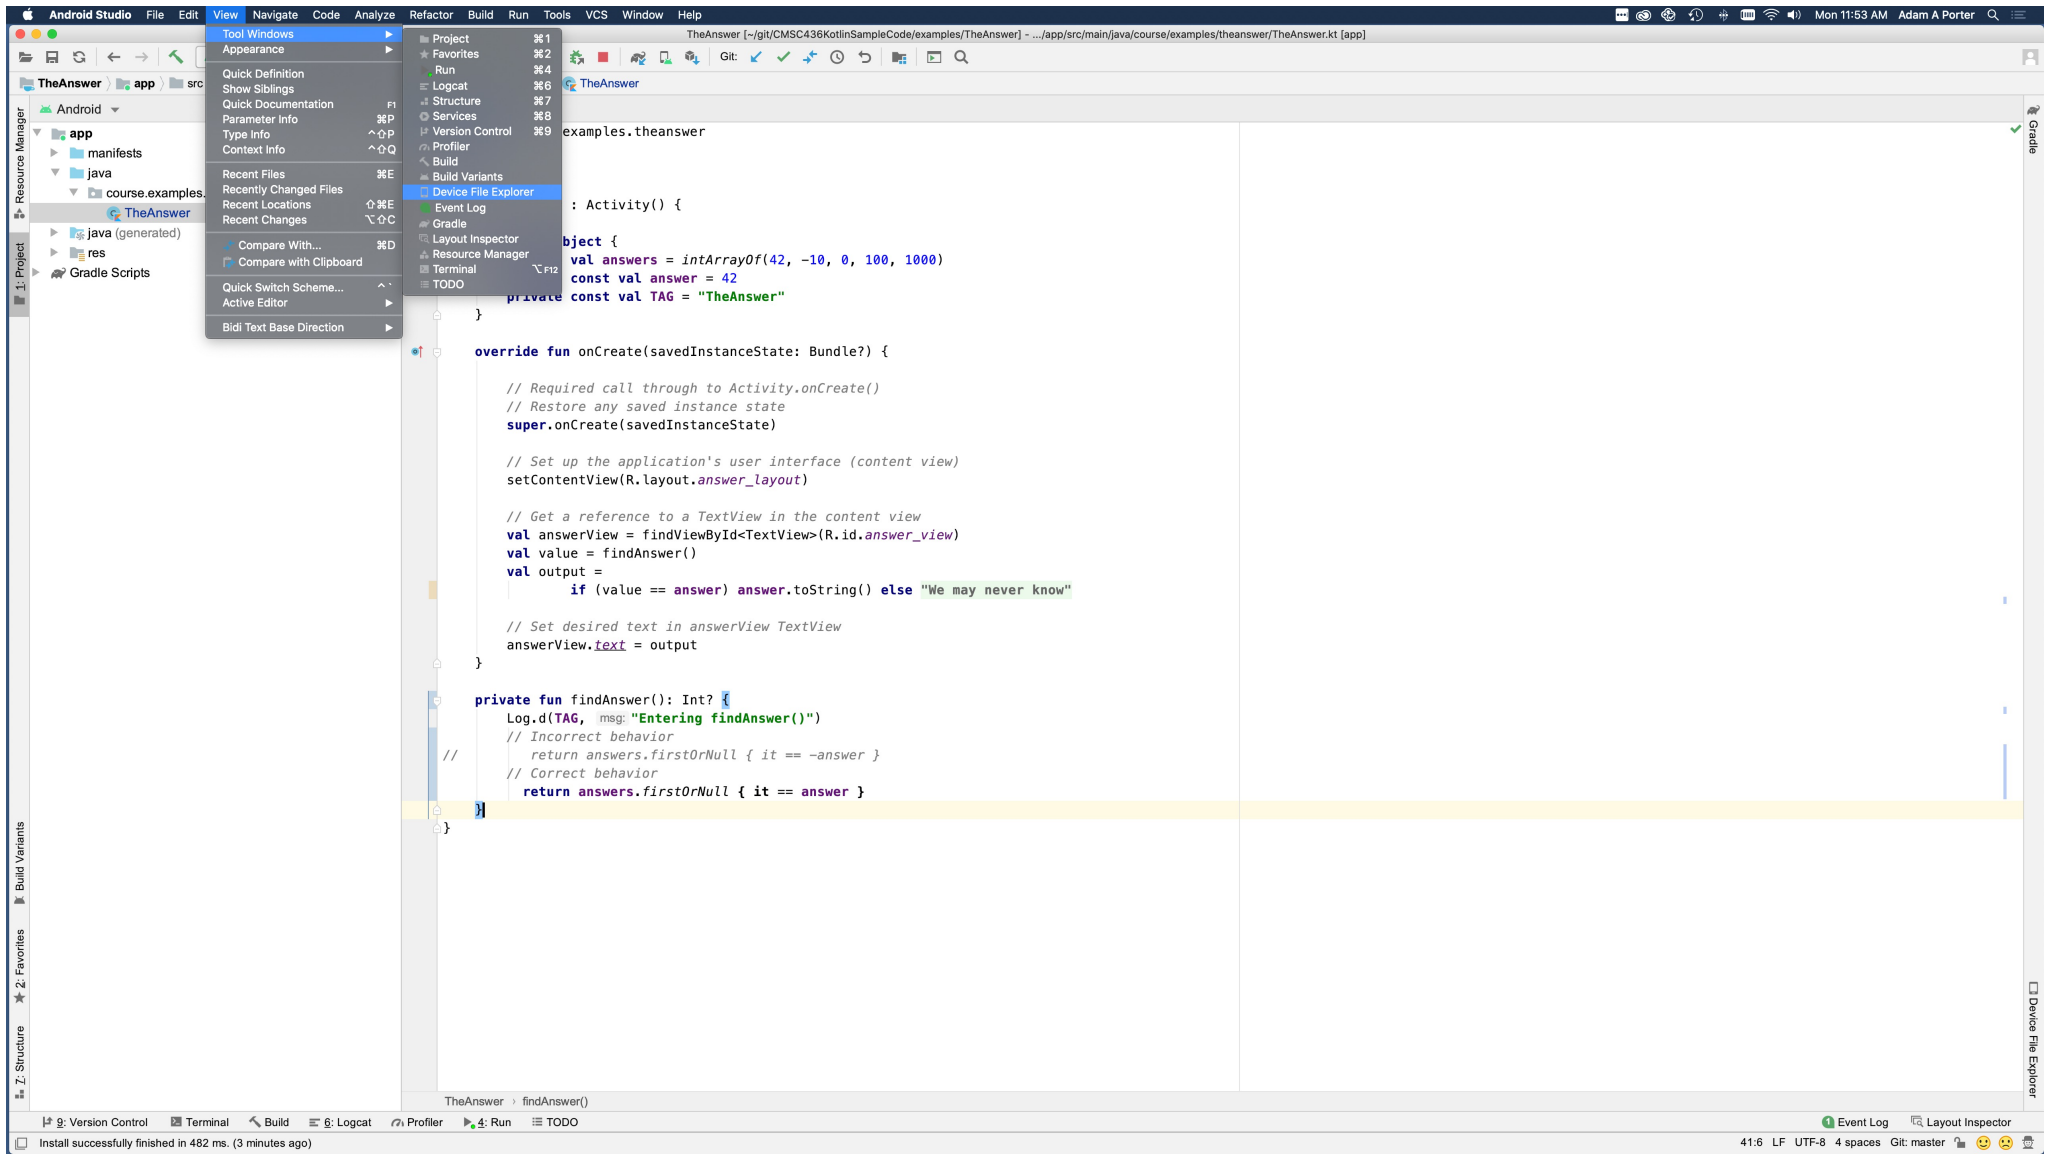 Android Studio File Edit View Navigate Code Analyze Refactor Build Run Tools VCS Window Help
Mon 11:53 AM Adam A Porter
TheAnswer [~/git/CMSC436KotlinSampleCode/examples/TheAnswer] - .../app/src/main/java/course/examples/theanswer/TheAnswer.kt [app]
Git:
TheAnswer app src
TheAnswer
Tool Windows
Appearance
Quick Definition
Show Siblings
Quick Documentation F1
Parameter Info ⌘P
Type Info ^⇧P
Context Info ^⇧Q
Recent Files ⌘E
Recently Changed Files
Recent Locations ⇧⌘E
Recent Changes ⌥⇧C
Compare With... ⌘D
Compare with Clipboard
Quick Switch Scheme... ^`
Active Editor
Bidi Text Base Direction
Project ⌘1
Favorites ⌘2
Run ⌘4
Logcat ⌘6
Structure ⌘7
Services ⌘8
Version Control ⌘9
Profiler
Build
Build Variants
Device File Explorer
Event Log
Gradle
Layout Inspector
Resource Manager
Terminal ⌥F12
TODO
Resource Manager
1: Project
Build Variants
2: Favorites
7: Structure
Android
app
manifests
java
course.examples.
TheAnswer
java (generated)
res
Gradle Scripts
examples.theanswer
: Activity() {
bject {
val answers = intArrayOf(42, -10, 0, 100, 1000)
const val answer = 42
private const val TAG = "TheAnswer"
}
override fun onCreate(savedInstanceState: Bundle?) {
// Required call through to Activity.onCreate()
// Restore any saved instance state
super.onCreate(savedInstanceState)
// Set up the application's user interface (content view)
setContentView(R.layout.answer_layout)
// Get a reference to a TextView in the content view
val answerView = findViewById<TextView>(R.id.answer_view)
val value = findAnswer()
val output =
if (value == answer) answer.toString() else "We may never know"
// Set desired text in answerView TextView
answerView.text = output
}
private fun findAnswer(): Int? {
Log.d(TAG, msg: "Entering findAnswer()")
// Incorrect behavior
// return answers.firstOrNull { it == -answer }
// Correct behavior
return answers.firstOrNull { it == answer }
}
}
Gradle
Device File Explorer
TheAnswer › findAnswer()
9: Version Control Terminal Build 6: Logcat Profiler 4: Run TODO
1 Event Log Layout Inspector
Install successfully finished in 482 ms. (3 minutes ago)
41:6 LF UTF-8 4 spaces Git: master